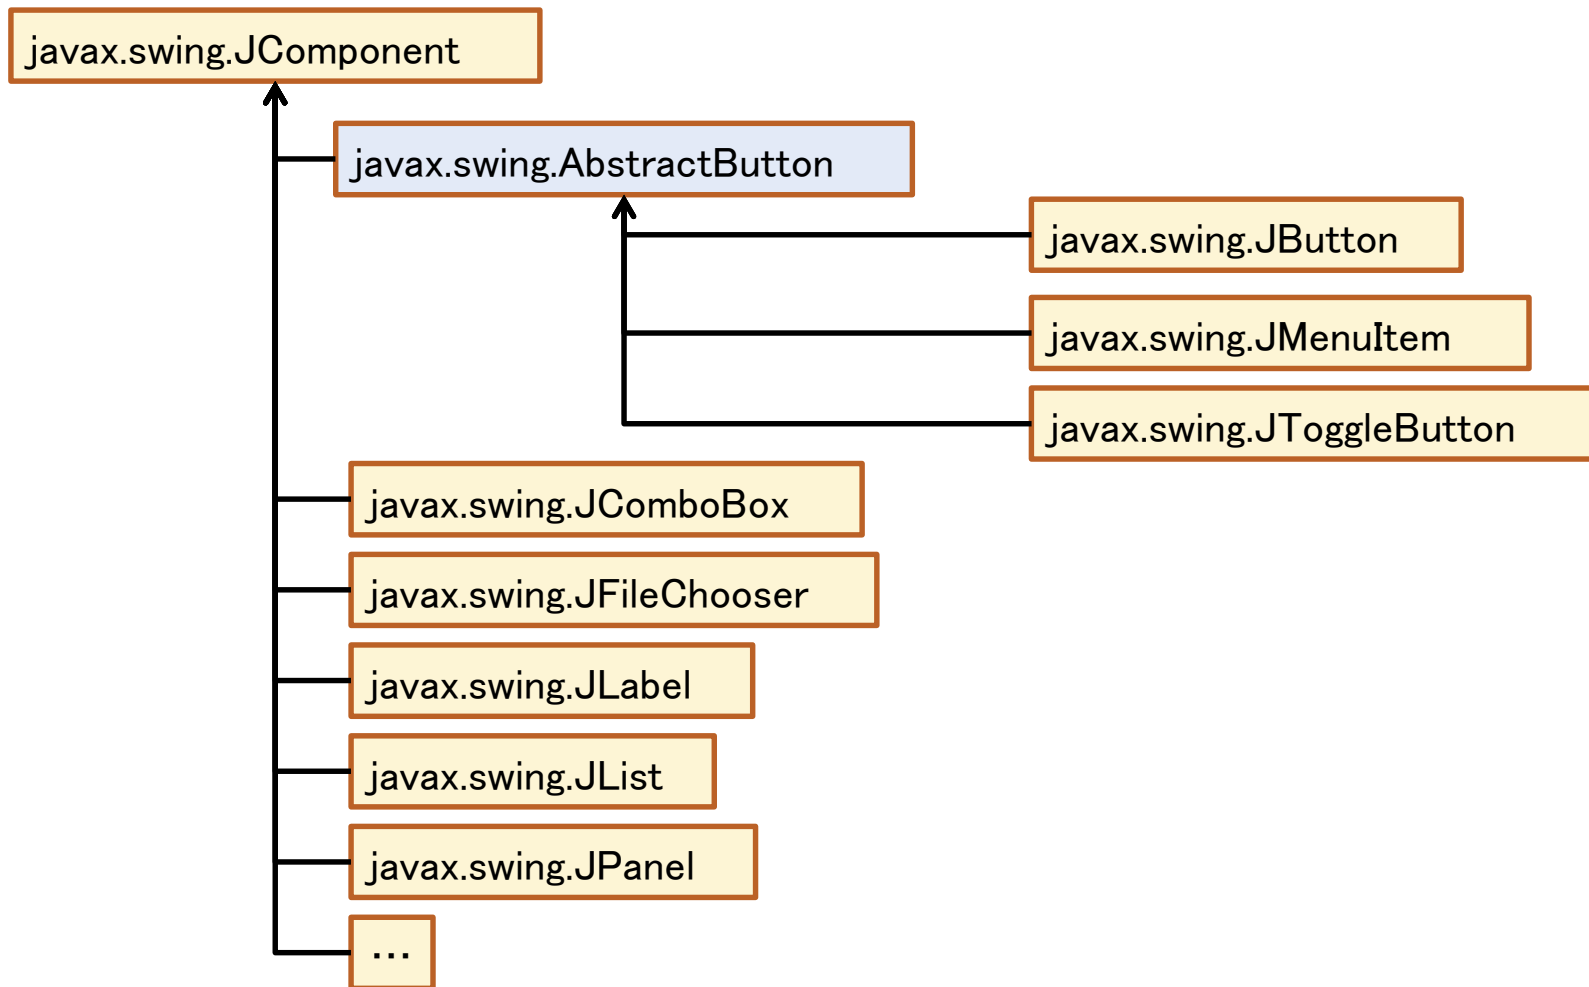 javax.swing.JComponent
javax.swing.AbstractButton
javax.swing.JButton
javax.swing.JMenuItem
javax.swing.JToggleButton
javax.swing.JComboBox
javax.swing.JFileChooser
javax.swing.JLabel
javax.swing.JList
javax.swing.JPanel
…